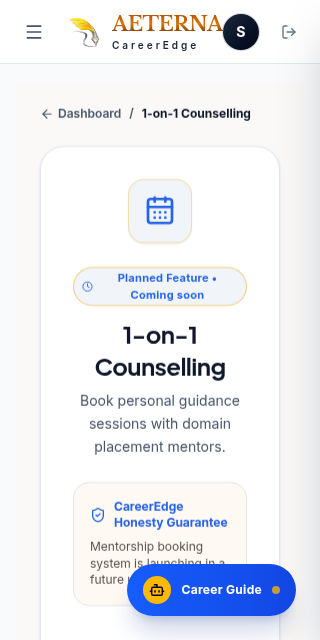 AETERNA
CareerEdge
S
Dashboard / 1-on-1 Counselling
Planned Feature •
Coming soon
1-on-1
Counselling
Book personal guidance
sessions with domain
placement mentors.
CareerEdge
Honesty Guarantee
Mentorship booking
system is launching in a
future
Career Guide